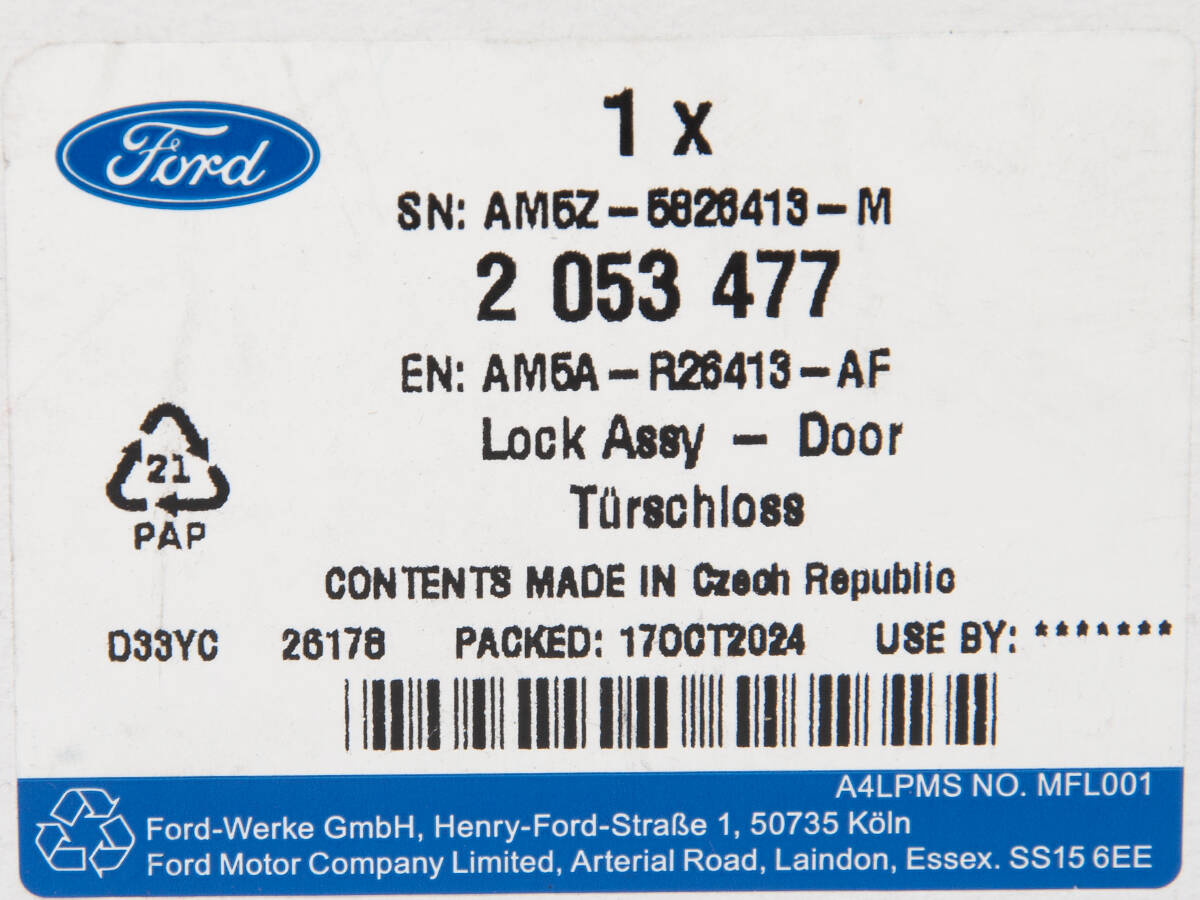 Ford
1 x
SN: AM5Z-5826413-M
2 053 477
EN: AM5A-R26413-AF
Lock Assy - Door
Türschloss
21
PAP
CONTENTS MADE IN Czech Republic
D33YC 26178 PACKED: 17OCT2024 USE BY: *******
A4LPMS NO. MFL001
Ford-Werke GmbH, Henry-Ford-Straße 1, 50735 Köln
Ford Motor Company Limited, Arterial Road, Laindon, Essex. SS15 6EE